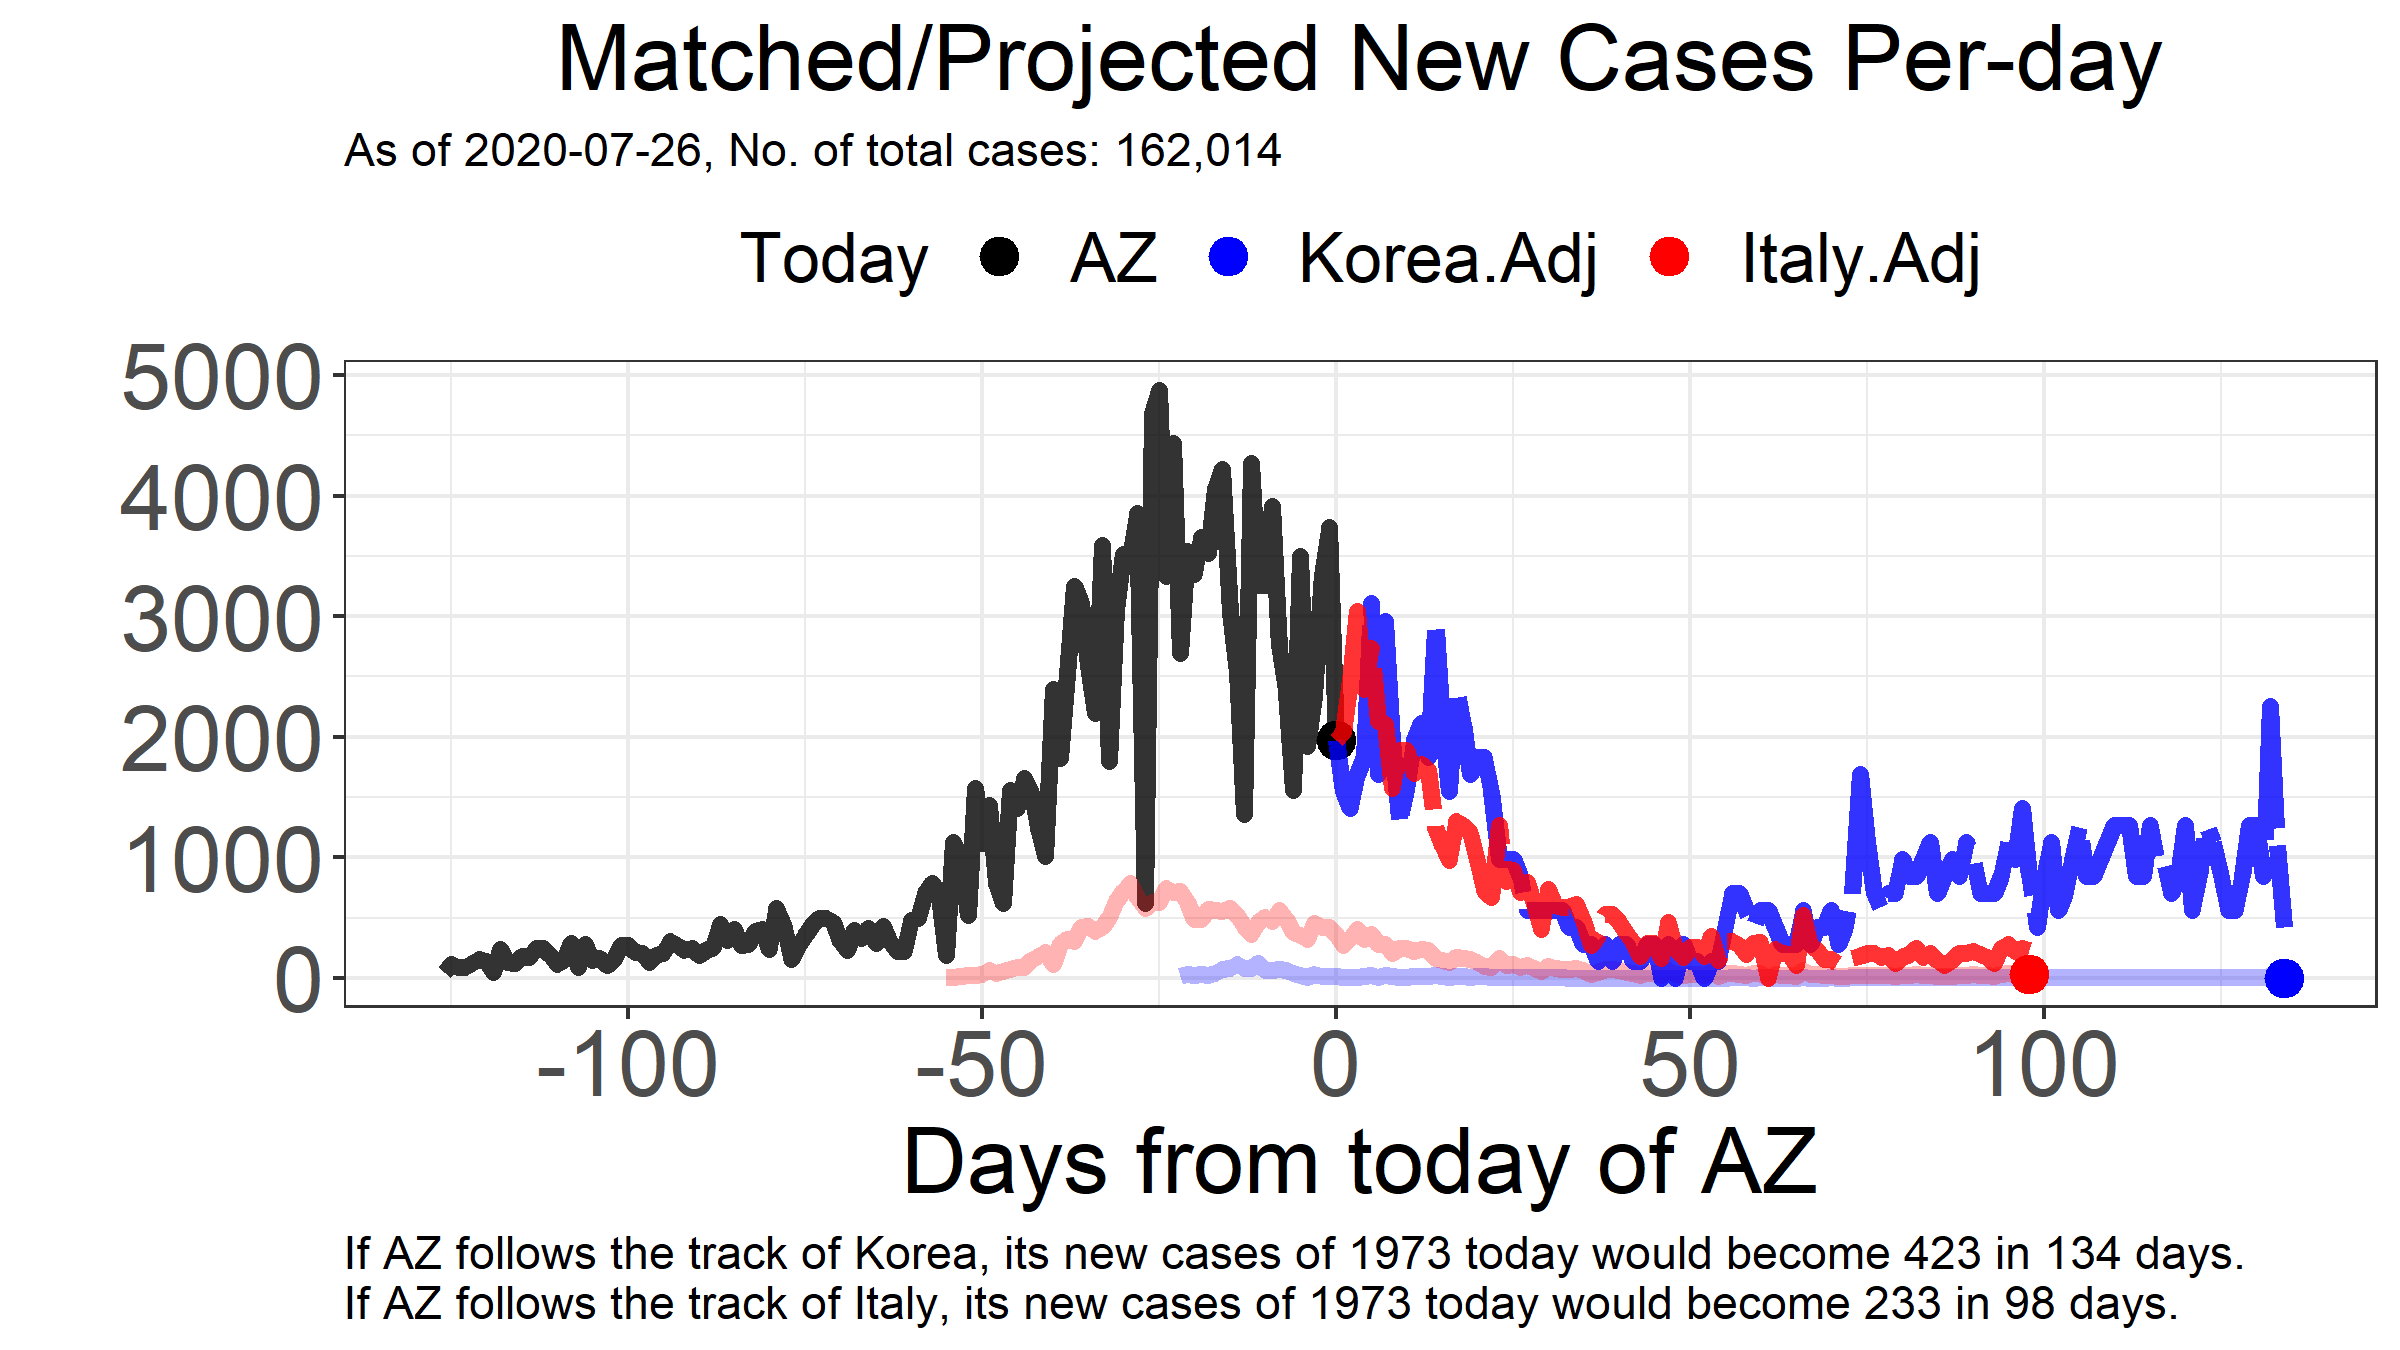 Matched/Projected New Cases Per-day
As of 2020-07-26, No. of total cases: 162,014
Today AZ Korea.Adj Italy.Adj
5000
4000
3000
2000
1000
0
-100 -50 0 50 100
Days from today of AZ
If AZ follows the track of Korea, its new cases of 1973 today would become 423 in 134 days.
If AZ follows the track of Italy, its new cases of 1973 today would become 233 in 98 days.